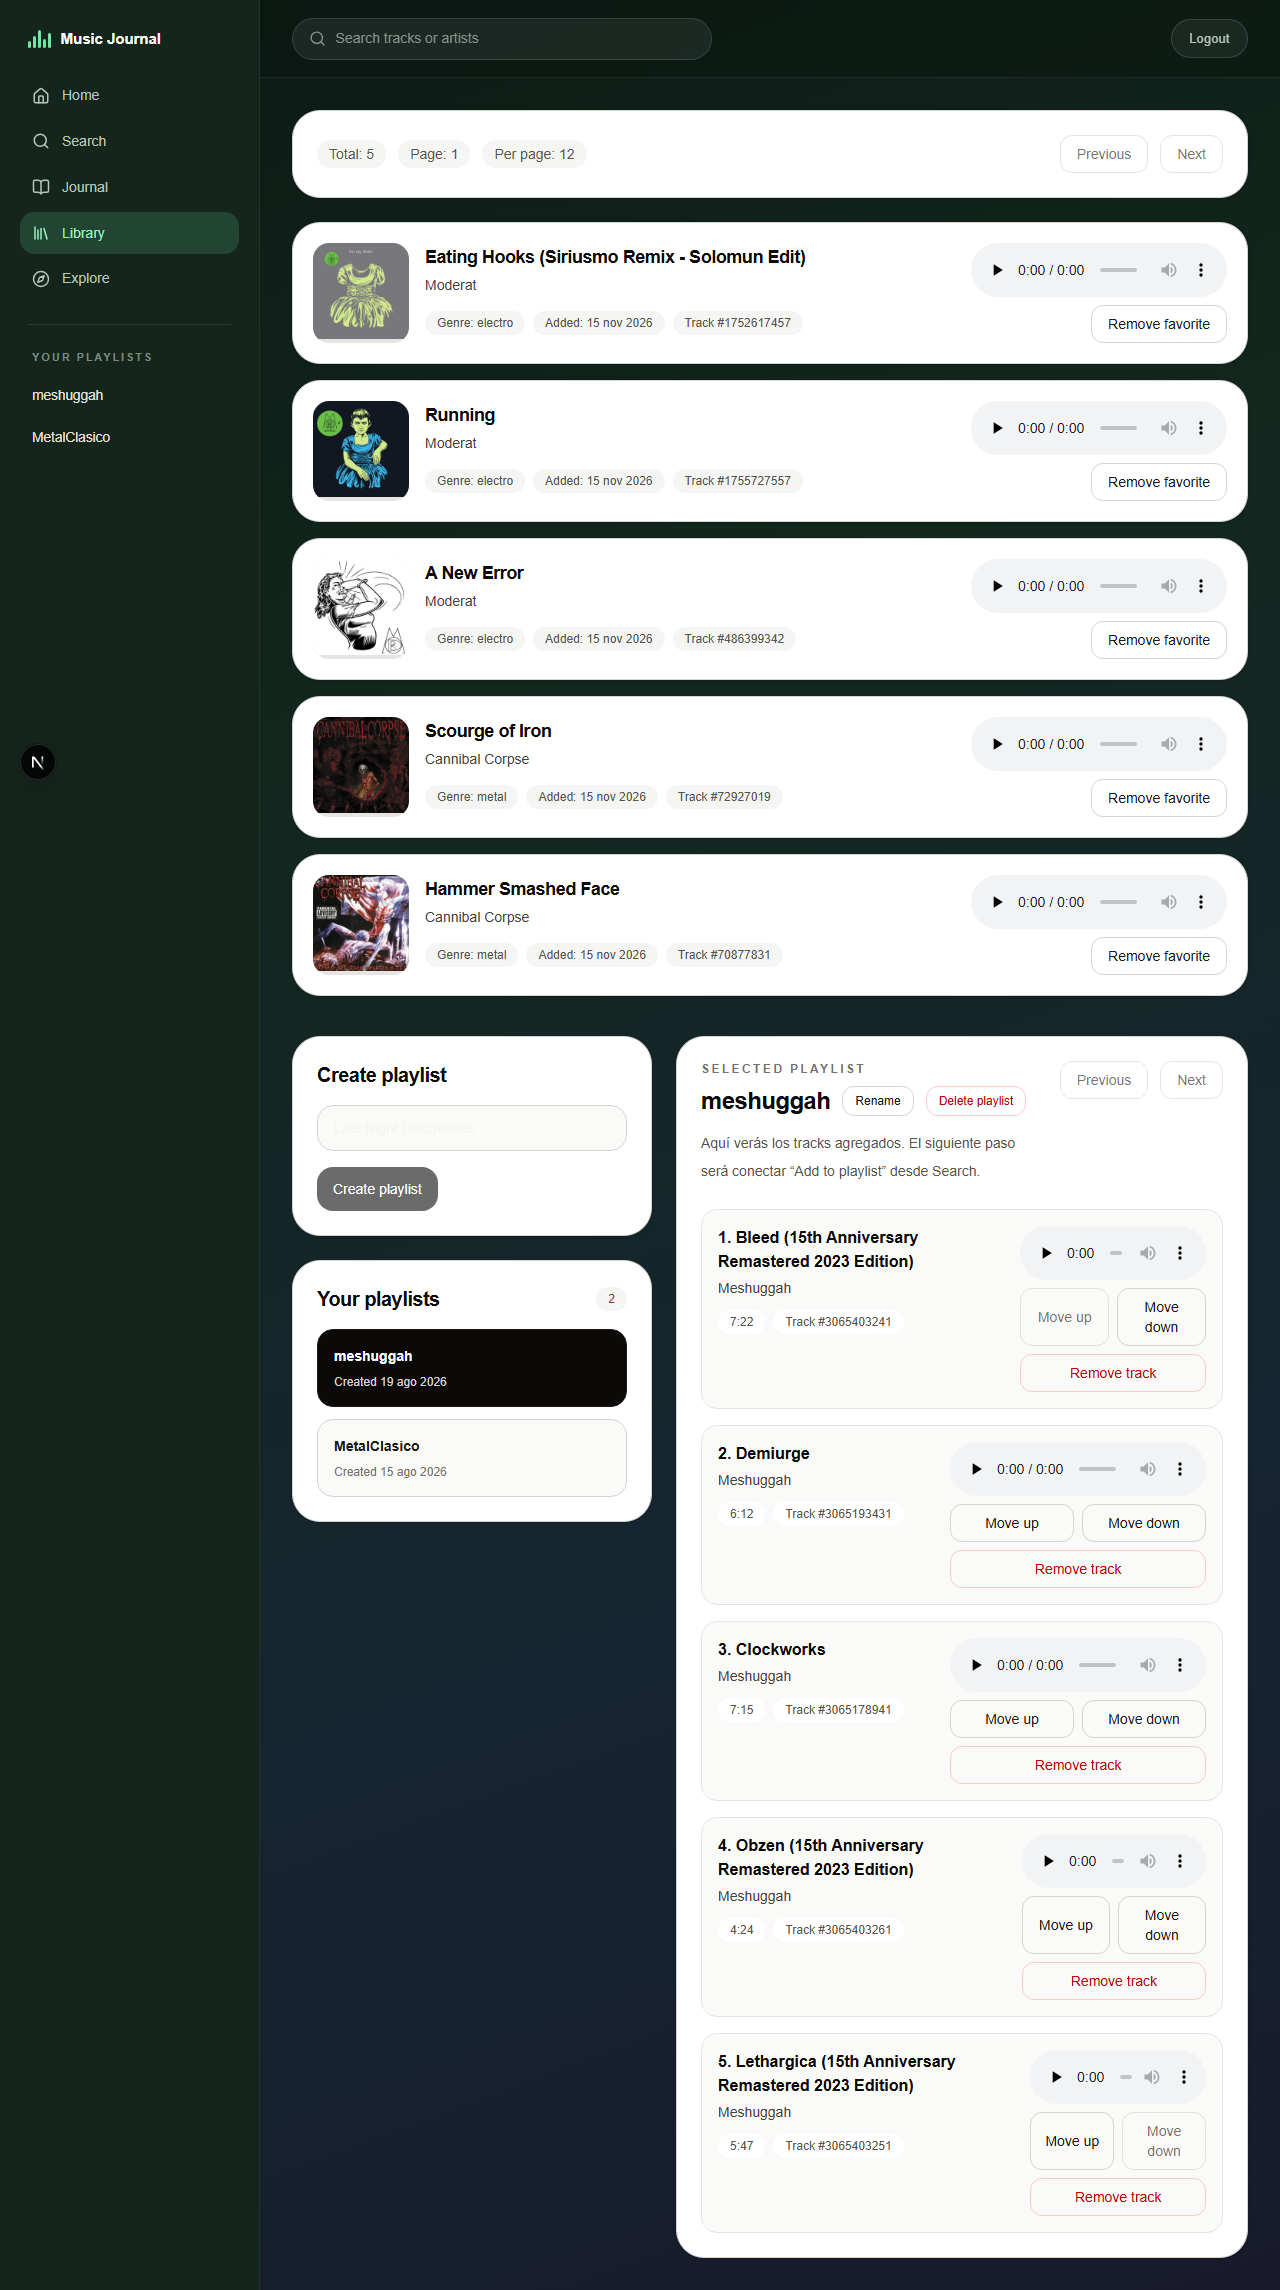 Music Journal
Search tracks or artists
Logout
Home
Search
Journal
Library
Explore
YOUR PLAYLISTS
meshuggah
MetalClasico
Total: 5
Page: 1
Per page: 12
Previous
Next
Eating Hooks (Siriusmo Remix - Solomun Edit)
Moderat
Genre: electro
Added: 15 nov 2026
Track #1752617457
0:00 / 0:00
Remove favorite
Running
Moderat
Genre: electro
Added: 15 nov 2026
Track #1755727557
0:00 / 0:00
Remove favorite
A New Error
Moderat
Genre: electro
Added: 15 nov 2026
Track #486399342
0:00 / 0:00
Remove favorite
CANNIBAL CORPSE
Scourge of Iron
Cannibal Corpse
Genre: metal
Added: 15 nov 2026
Track #72927019
0:00 / 0:00
Remove favorite
CANNIBAL
CORPSE
Hammer Smashed Face
Cannibal Corpse
Genre: metal
Added: 15 nov 2026
Track #70877831
0:00 / 0:00
Remove favorite
Create playlist
Late Night Discoveries
Create playlist
Your playlists
2
meshuggah
Created 19 ago 2026
MetalClasico
Created 15 ago 2026
SELECTED PLAYLIST
meshuggah
Rename
Delete playlist
Previous
Next
Aquí verás los tracks agregados. El siguiente paso
será conectar “Add to playlist” desde Search.
1. Bleed (15th Anniversary
Remastered 2023 Edition)
Meshuggah
7:22
Track #3065403241
0:00
Move up
Move
down
Remove track
2. Demiurge
Meshuggah
6:12
Track #3065193431
0:00 / 0:00
Move up
Move down
Remove track
3. Clockworks
Meshuggah
7:15
Track #3065178941
0:00 / 0:00
Move up
Move down
Remove track
4. Obzen (15th Anniversary
Remastered 2023 Edition)
Meshuggah
4:24
Track #3065403261
0:00
Move up
Move
down
Remove track
5. Lethargica (15th Anniversary
Remastered 2023 Edition)
Meshuggah
5:47
Track #3065403251
0:00
Move up
Move
down
Remove track